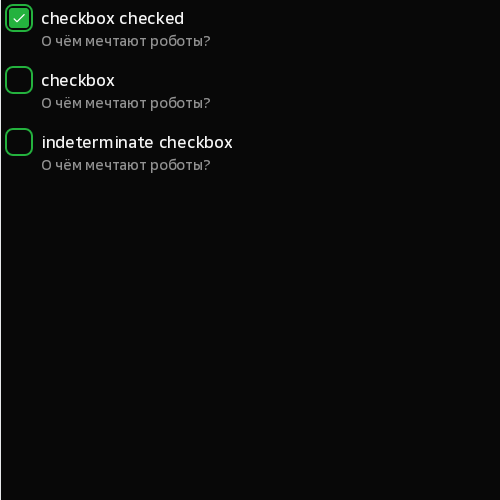 checkbox checked
О чём мечтают роботы?
checkbox
О чём мечтают роботы?
indeterminate checkbox
О чём мечтают роботы?